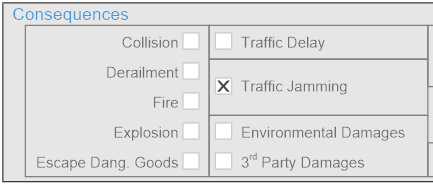 Consequences
Collision Traffic Delay
Derailment
X Traffic Jamming
Fire
Explosion Environmental Damages
Escape Dang. Goods 3rd Party Damages